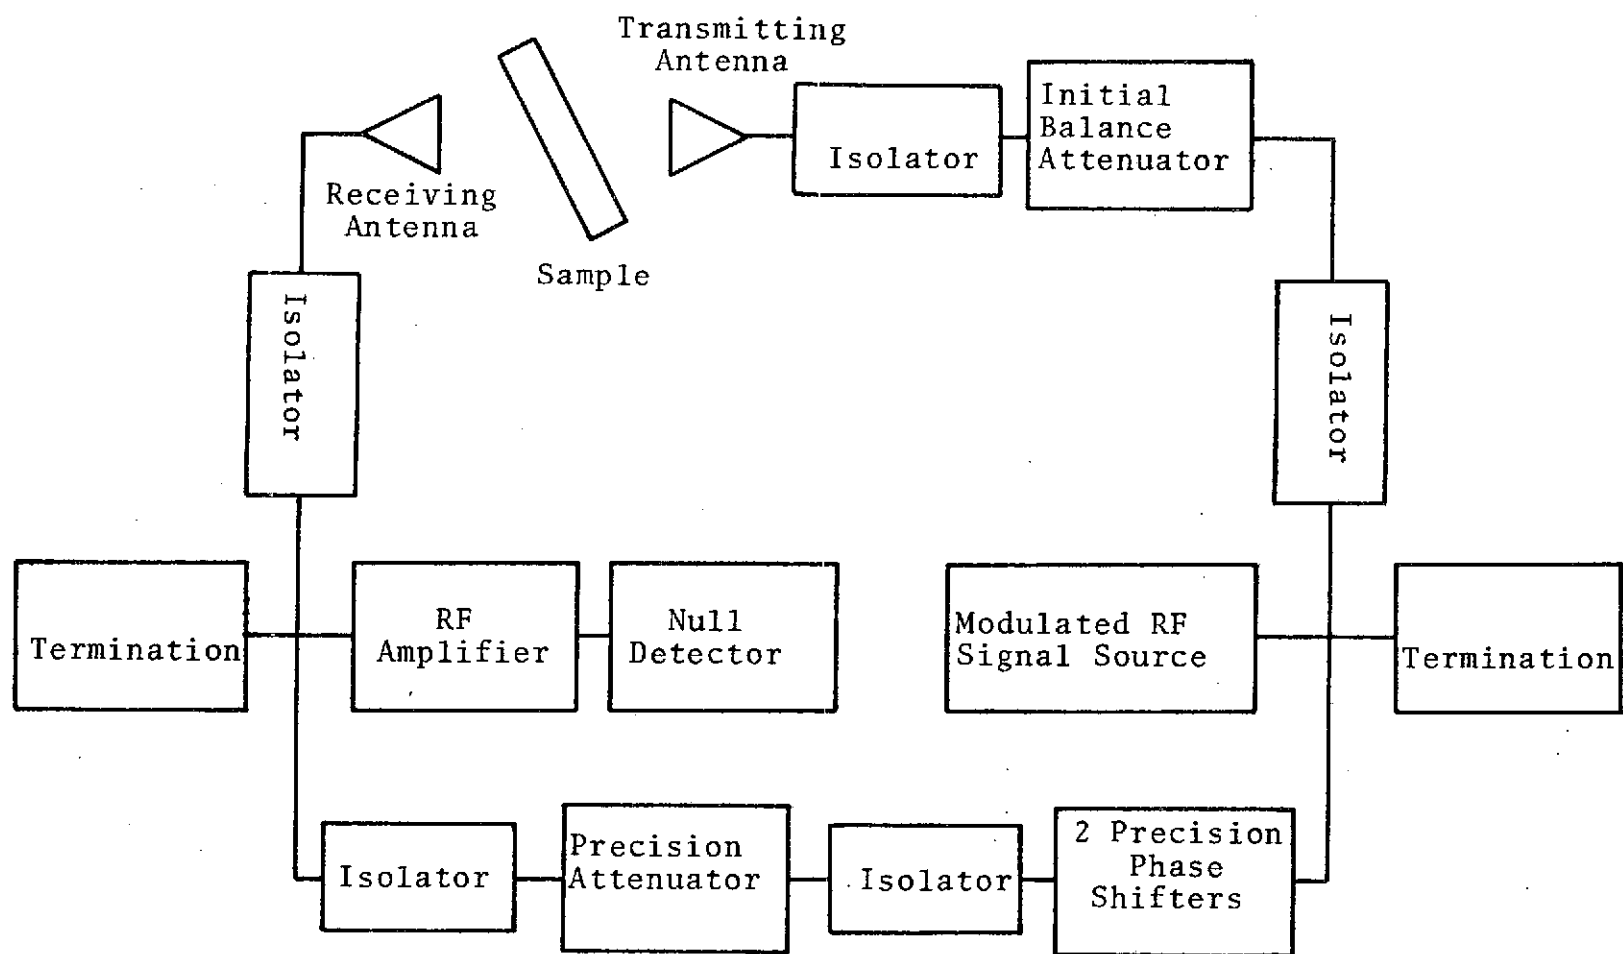 Transmitting
Antenna
Initial
Balance
Attenuator
Isolator
Receiving
Antenna
Sample
Isolator
Isolator
Termination
RF
Amplifier
Null
Detector
Modulated RF
Signal Source
Termination
Isolator
Precision
Attenuator
Isolator
2 Precision
Phase
Shifters